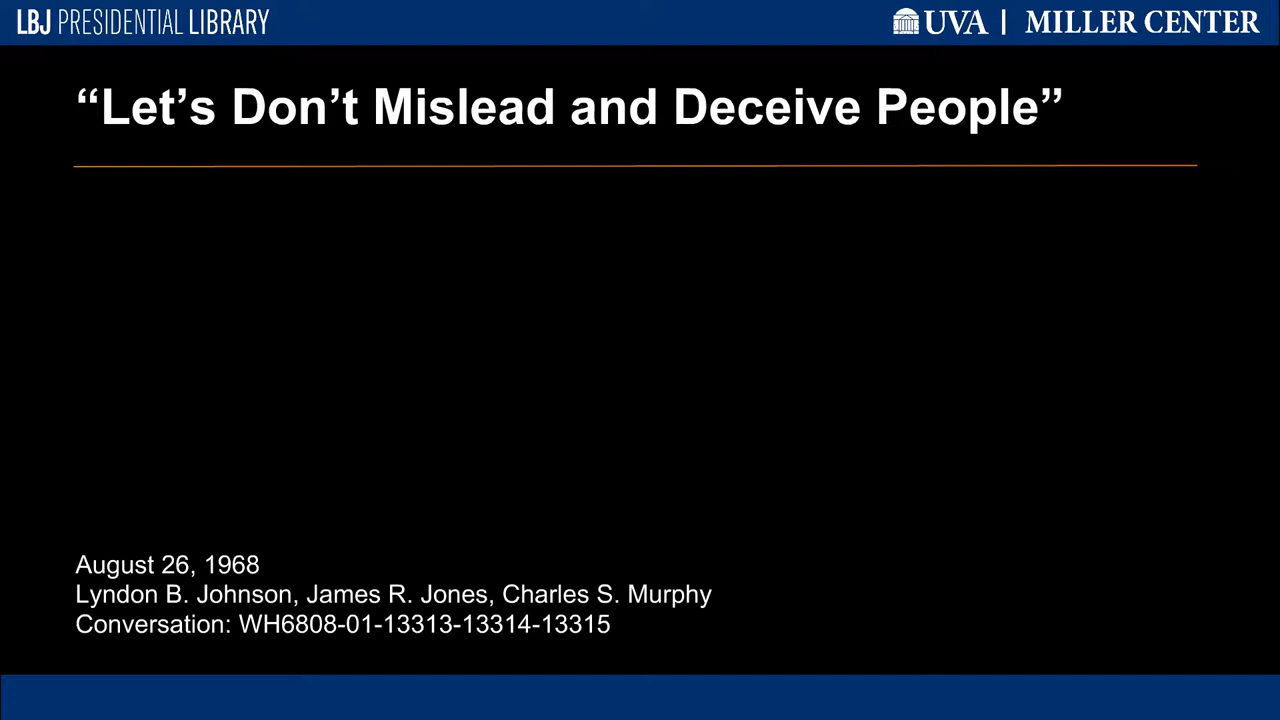 LBJ PRESIDENTIAL LIBRARY
UVA | MILLER CENTER
“Let’s Don’t Mislead and Deceive People”
August 26, 1968
Lyndon B. Johnson, James R. Jones, Charles S. Murphy
Conversation: WH6808-01-13313-13314-13315